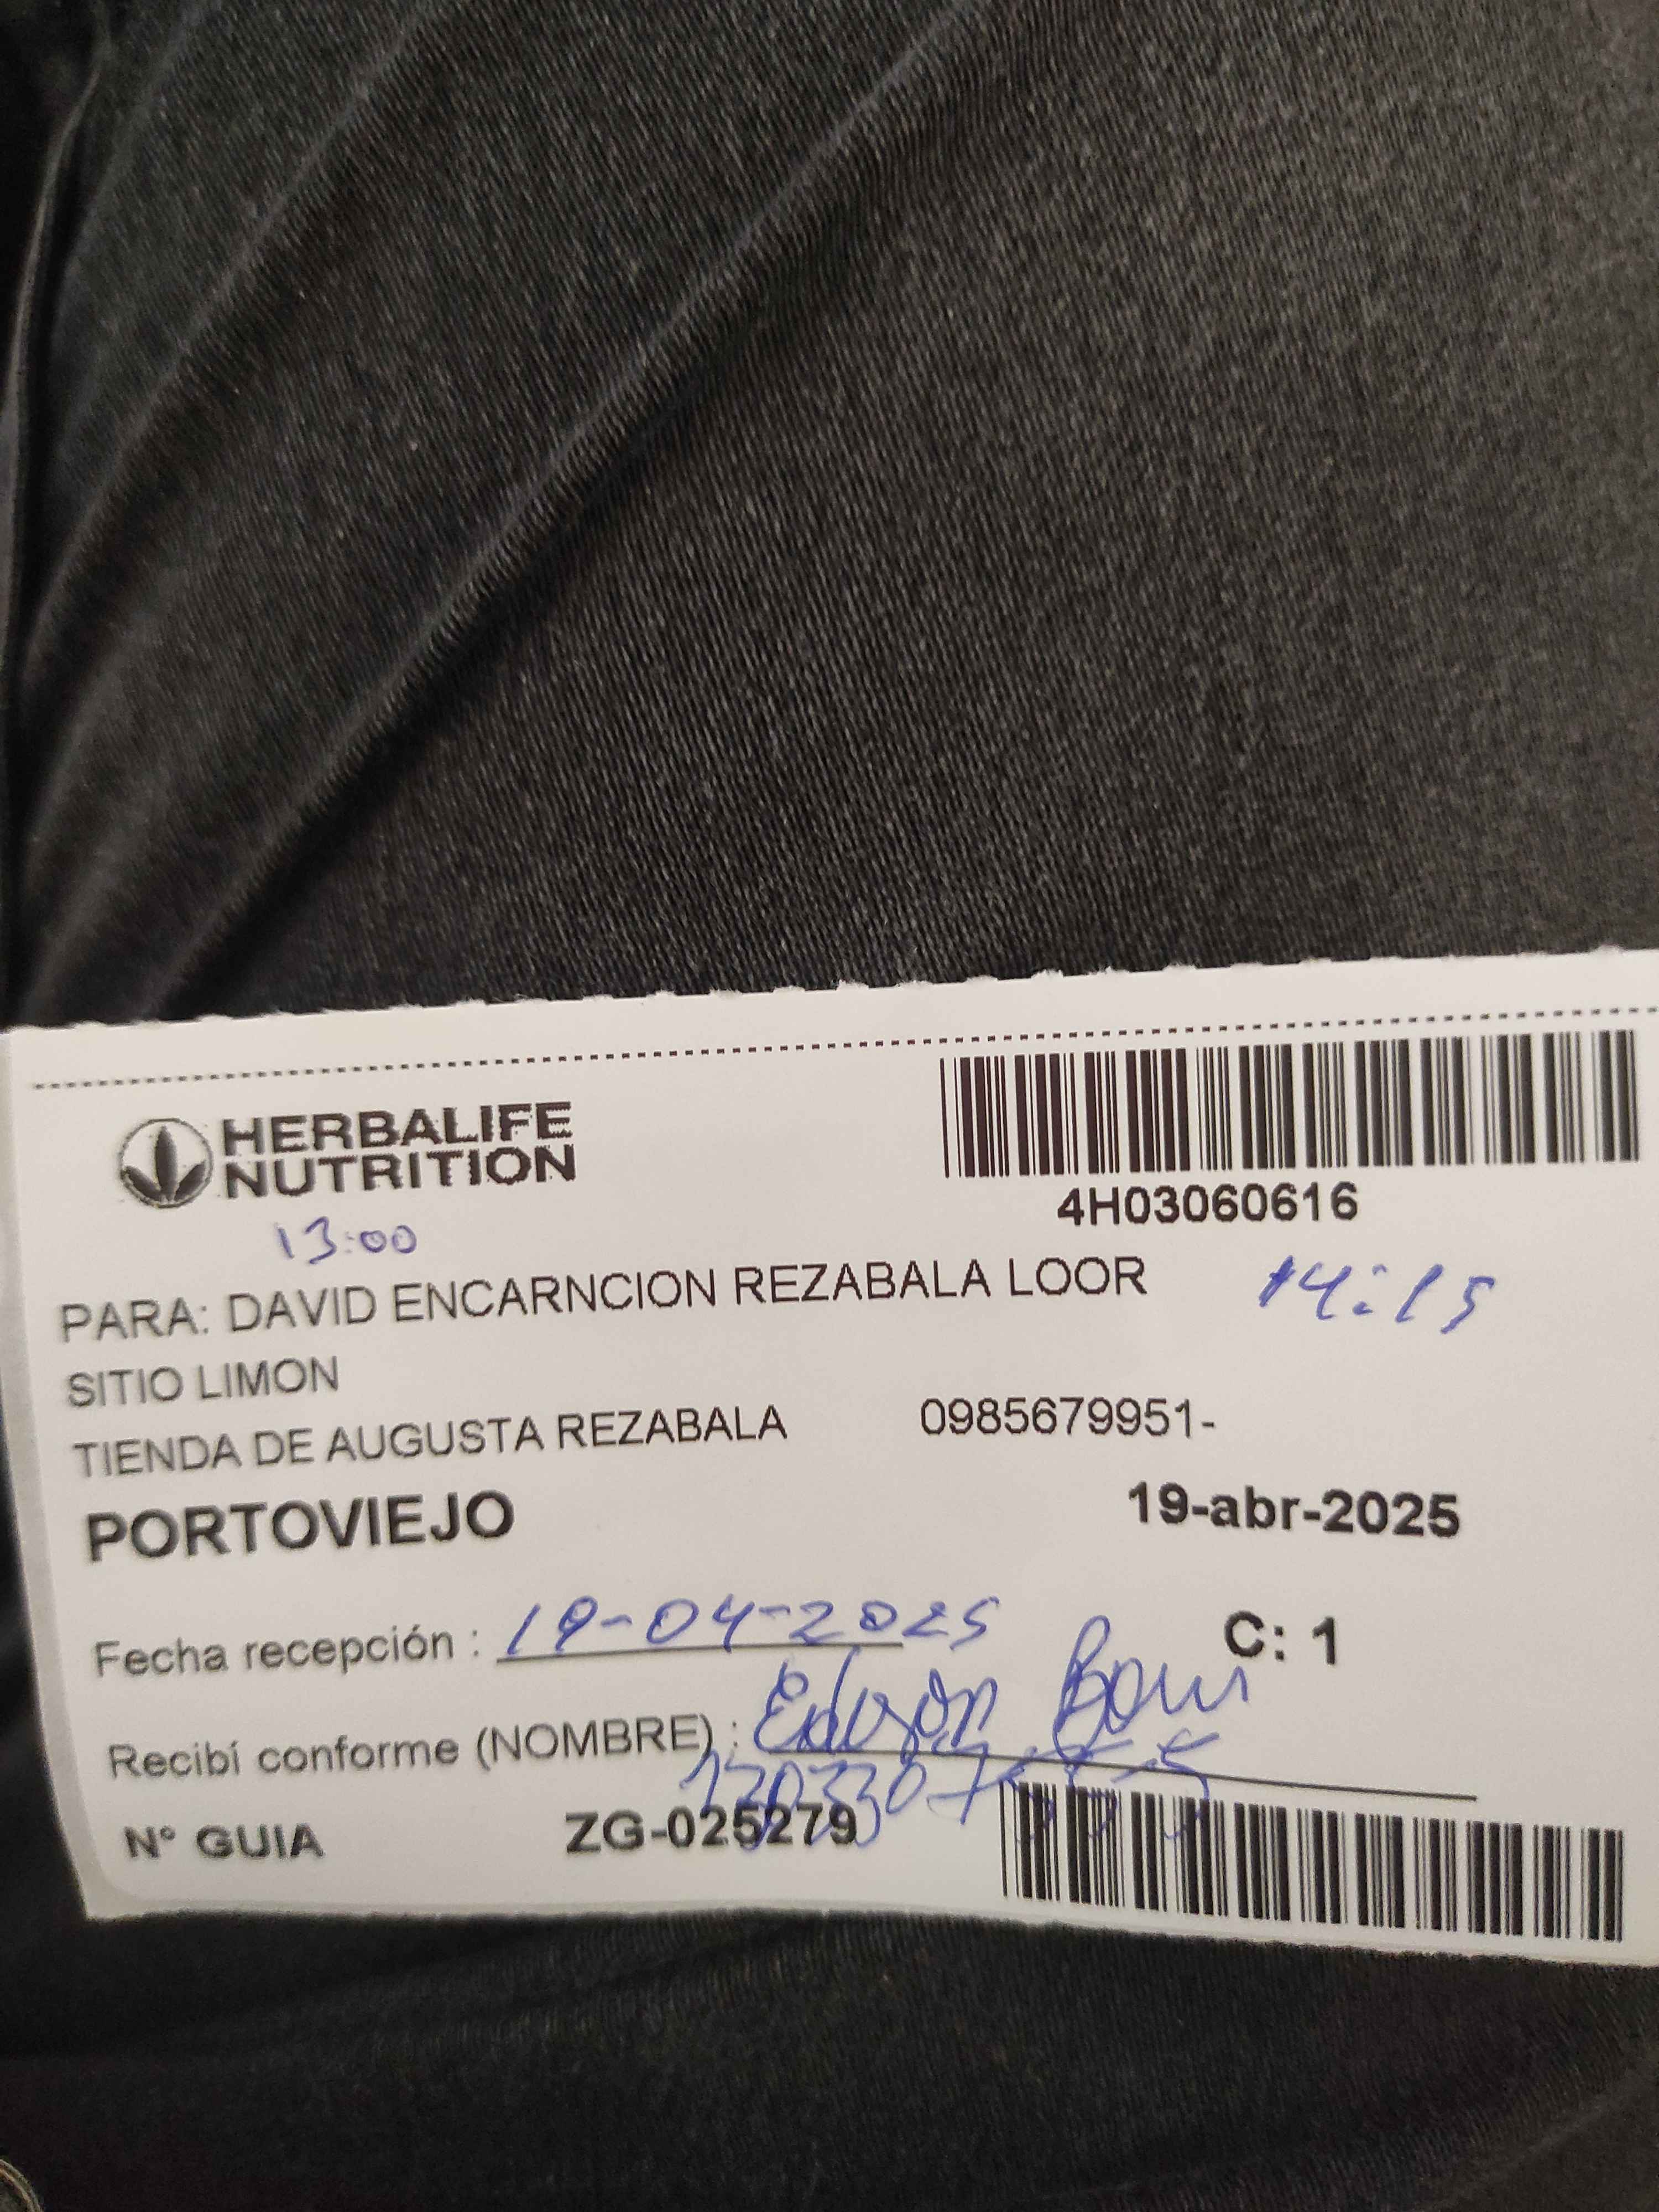 HERBALIFE
NUTRITION
4H03060616
13:00
PARA: DAVID ENCARNCION REZABALA LOOR
14:15
SITIO LIMON
TIENDA DE AUGUSTA REZABALA 0985679951-
PORTOVIEJO 19-abr-2025
Fecha recepción : 19-04-2025 C: 1
Recibí conforme (NOMBRE) :
N° GUIA ZG-025279